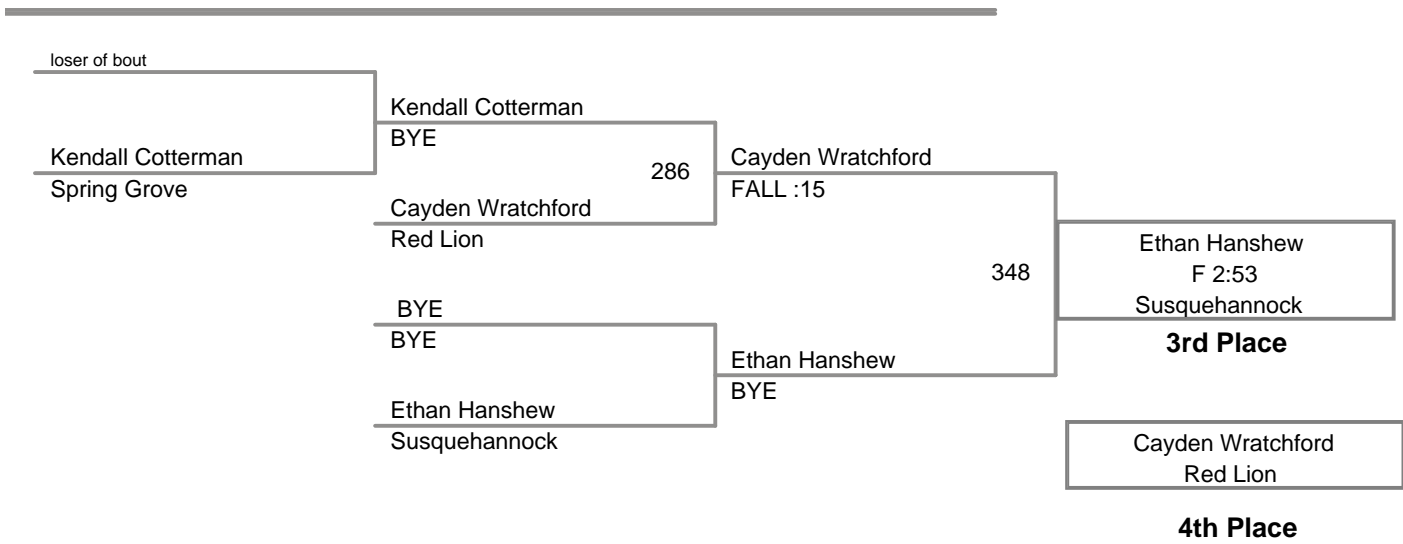 loser of bout
Kendall Cotterman
Spring Grove
Kendall Cotterman
BYE
286
Cayden Wratchford
Red Lion
BYE
BYE
Ethan Hanshew
Susquehannock
Cayden Wratchford
FALL :15
348
Ethan Hanshew
BYE
Ethan Hanshew
F 2:53
Susquehannock
3rd Place
Cayden Wratchford
Red Lion
4th Place